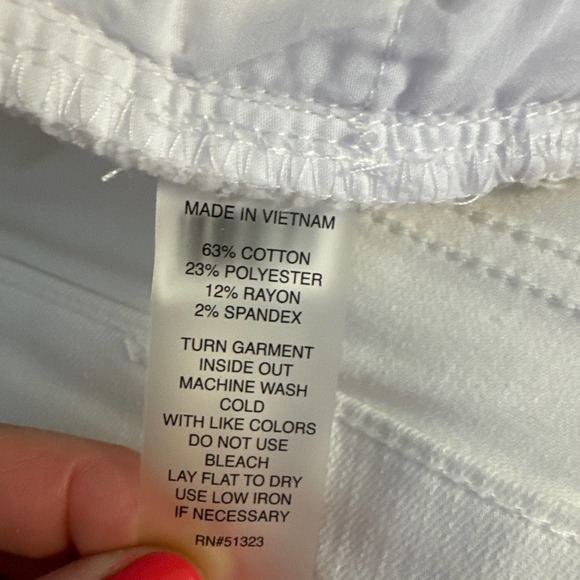 MADE IN VIETNAM
63% COTTON
23% POLYESTER
12% RAYON
2% SPANDEX
TURN GARMENT
INSIDE OUT
MACHINE WASH
COLD
WITH LIKE COLORS
DO NOT USE
BLEACH
LAY FLAT TO DRY
USE LOW IRON
IF NECESSARY
RN#51323